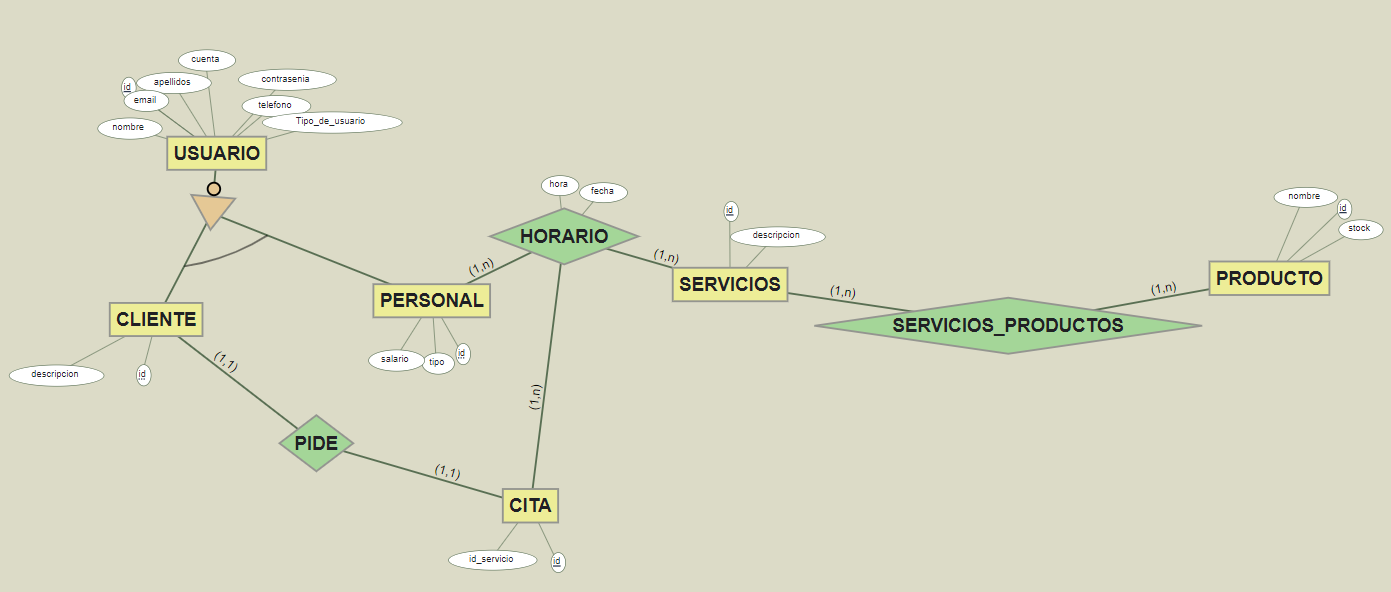 cuenta
apellidos
contrasenia
id
email
telefono
nombre
Tipo_de_usuario
USUARIO
hora
fecha
HORARIO
(1,n)
(1,n)
(1,n)
id
descripcion
SERVICIOS
(1,n)
SERVICIOS_PRODUCTOS
(1,n)
nombre
id
stock
PRODUCTO
PERSONAL
salario
tipo
id
CLIENTE
descripcion
id
(1,1)
PIDE
(1,1)
CITA
id_servicio
id